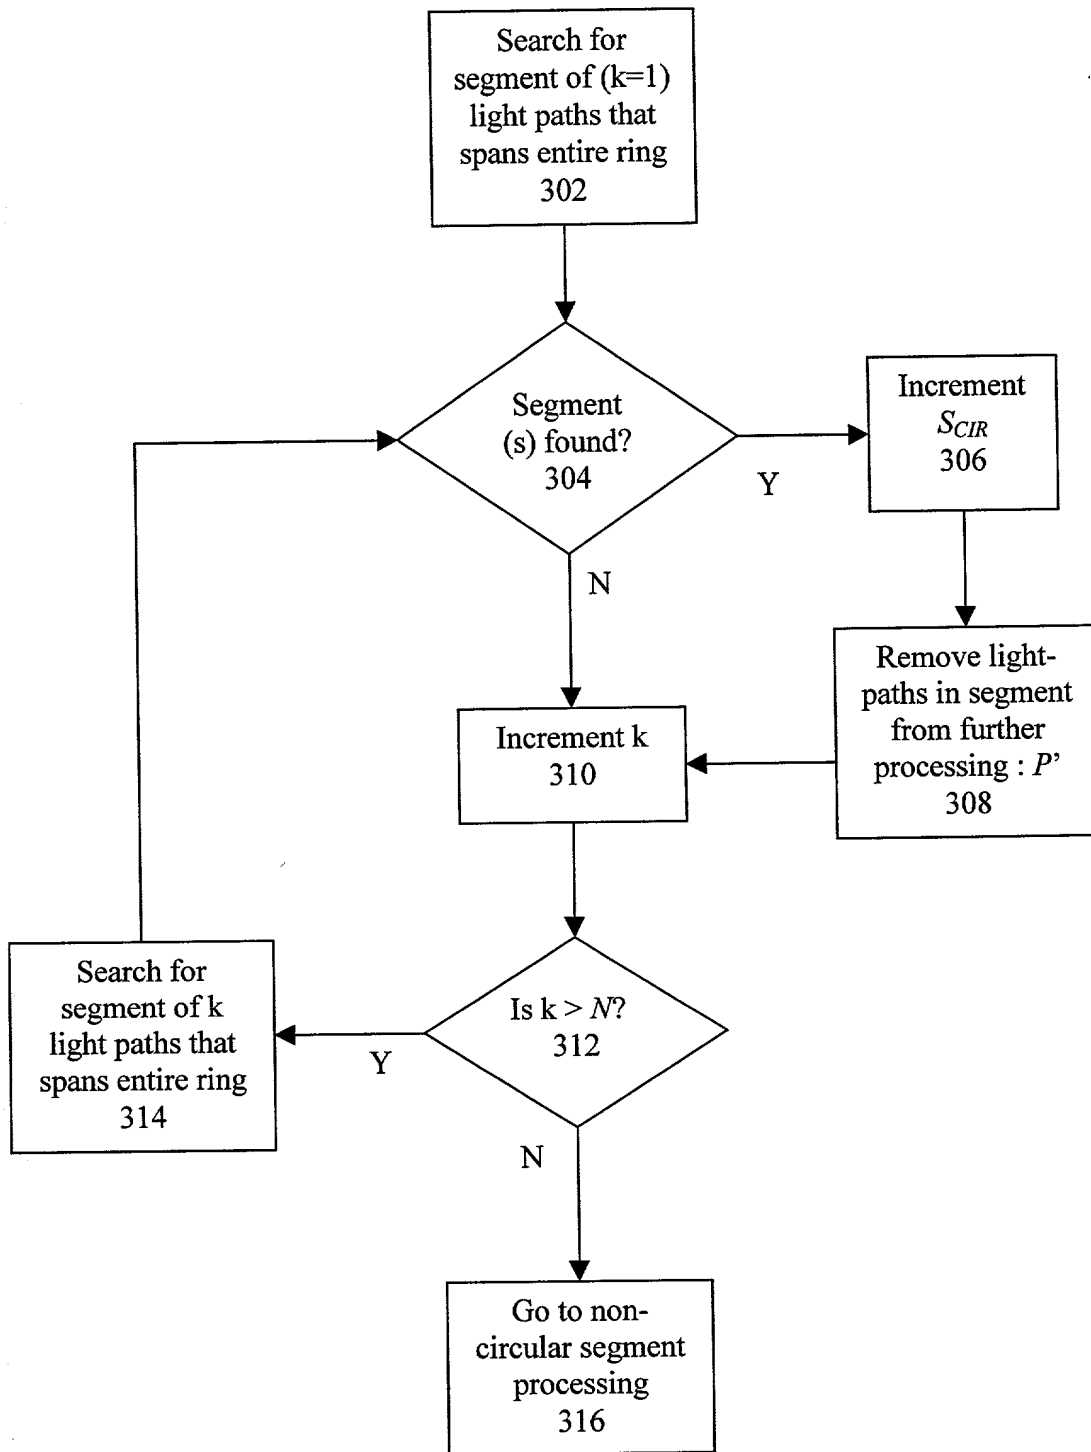 Search for
segment of (k=1)
light paths that
spans entire ring
302
Segment
(s) found?
304
Y
N
Increment
S_CIR
306
Remove light-
paths in segment
from further
processing : P’
308
Increment k
310
Is k > N?
312
Y
N
Search for
segment of k
light paths that
spans entire ring
314
Go to non-
circular segment
processing
316